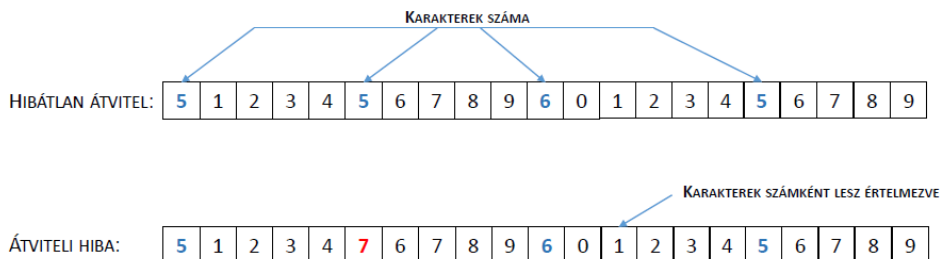 KARAKTEREK SZÁMA
HIBÁTLAN ÁTVITEL: 5 1 2 3 4 5 6 7 8 9 6 0 1 2 3 4 5 6 7 8 9
KARAKTEREK SZÁMKÉNT LESZ ÉRTELMEZVE
ÁTVITELI HIBA: 5 1 2 3 4 7 6 7 8 9 6 0 1 2 3 4 5 6 7 8 9